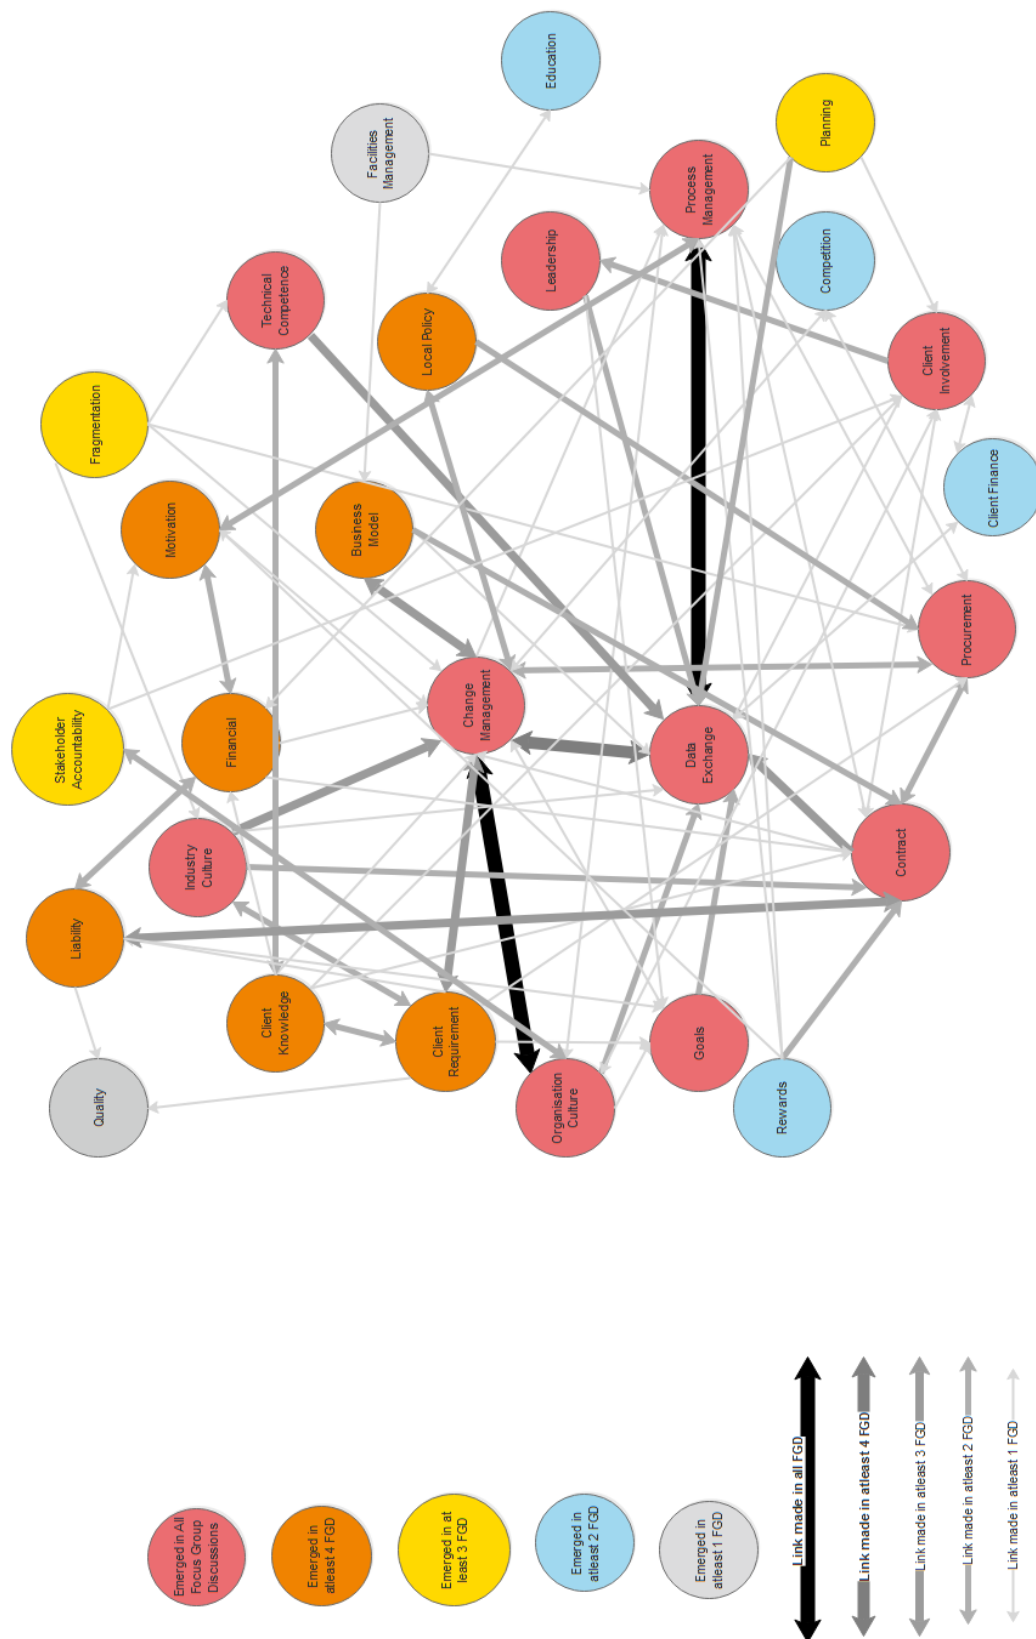 Stakeholder
Accountability
Fragmentation
Facilities
Management
Education
Liability
Quality
Financial
Motivation
Technical
Competence
Local Policy
Industry
Culture
Client
Knowledge
Client
Requirement
Business
Model
Change
Management
Leadership
Process
Management
Planning
Competition
Organisation
Culture
Goals
Data
Exchange
Client
Involvement
Client Finance
Rewards
Contract
Procurement
Emerged in All
Focus Group
Discussions
Emerged in
atleast 4 FGD
Emerged in at
least 3 FGD
Emerged in
atleast 2 FGD
Emerged in
atleast 1 FGD
Link made in all FGD
Link made in atleast 4 FGD
Link made in atleast 3 FGD
Link made in atleast 2 FGD
Link made in atleast 1 FGD